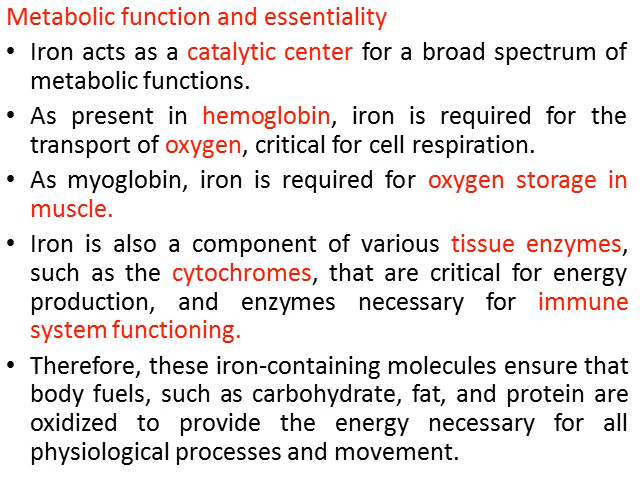 Metabolic function and essentiality
• Iron acts as a catalytic center for a broad spectrum of
metabolic functions.
• As present in hemoglobin, iron is required for the
transport of oxygen, critical for cell respiration.
• As myoglobin, iron is required for oxygen storage in
muscle.
• Iron is also a component of various tissue enzymes,
such as the cytochromes, that are critical for energy
production, and enzymes necessary for immune
system functioning.
• Therefore, these iron-containing molecules ensure that
body fuels, such as carbohydrate, fat, and protein are
oxidized to provide the energy necessary for all
physiological processes and movement.